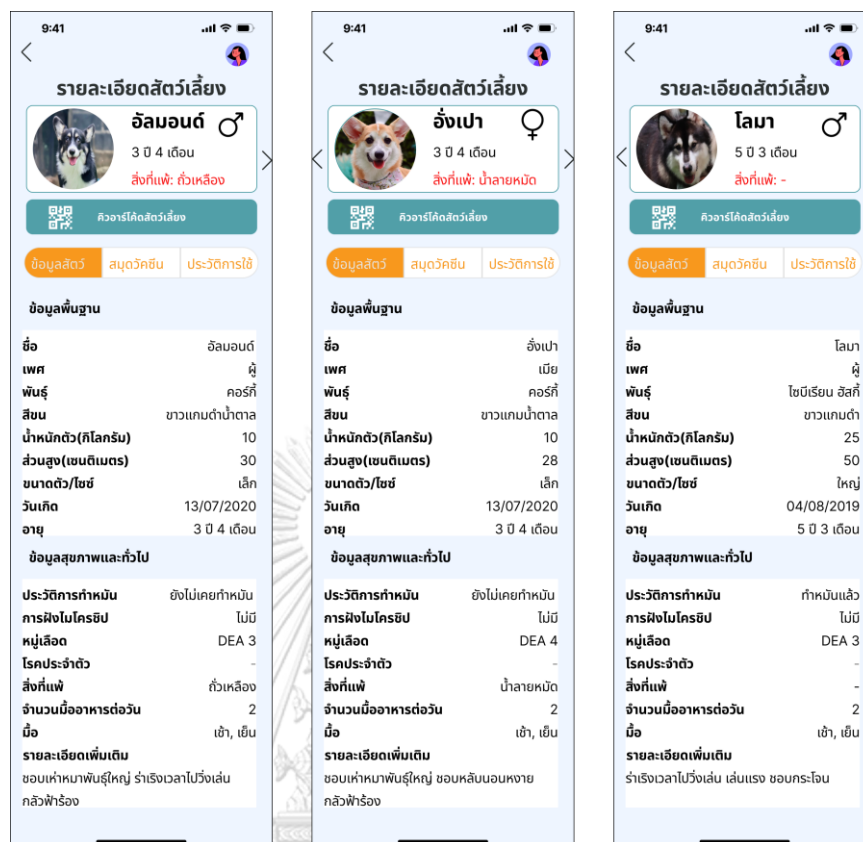 9:41
รายละเอียดสัตว์เลี้ยง
อัลมอนด์
3 ปี 4 เดือน
สิ่งที่แพ้: ถั่วเหลือง
คิวอาร์โค้ดสัตว์เลี้ยง
ข้อมูลสัตว์ สมุดวัคซีน ประวัติการใช้
ข้อมูลพื้นฐาน
ชื่อ อัลมอนด์
เพศ ผู้
พันธุ์ คอร์กี้
สีขน ขาวแกมดำน้ำตาล
น้ำหนักตัว(กิโลกรัม) 10
ส่วนสูง(เซนติเมตร) 30
ขนาดตัว/ไซซ์ เล็ก
วันเกิด 13/07/2020
อายุ 3 ปี 4 เดือน
ข้อมูลสุขภาพและทั่วไป
ประวัติการทำหมัน ยังไม่เคยทำหมัน
การฝังไมโครชิป ไม่มี
หมู่เลือด DEA 3
โรคประจำตัว -
สิ่งที่แพ้ ถั่วเหลือง
จำนวนมื้ออาหารต่อวัน 2
มื้อ เช้า, เย็น
รายละเอียดเพิ่มเติม
ชอบเห่าหมาพันธุ์ใหญ่ ร่าเริงเวลาไปวิ่งเล่น
กลัวฟ้าร้อง
9:41
รายละเอียดสัตว์เลี้ยง
อั่งเปา
3 ปี 4 เดือน
สิ่งที่แพ้: น้ำลายหมัด
คิวอาร์โค้ดสัตว์เลี้ยง
ข้อมูลสัตว์ สมุดวัคซีน ประวัติการใช้
ข้อมูลพื้นฐาน
ชื่อ อั่งเปา
เพศ เมีย
พันธุ์ คอร์กี้
สีขน ขาวแกมน้ำตาล
น้ำหนักตัว(กิโลกรัม) 10
ส่วนสูง(เซนติเมตร) 28
ขนาดตัว/ไซซ์ เล็ก
วันเกิด 13/07/2020
อายุ 3 ปี 4 เดือน
ข้อมูลสุขภาพและทั่วไป
ประวัติการทำหมัน ยังไม่เคยทำหมัน
การฝังไมโครชิป ไม่มี
หมู่เลือด DEA 4
โรคประจำตัว -
สิ่งที่แพ้ น้ำลายหมัด
จำนวนมื้ออาหารต่อวัน 2
มื้อ เช้า, เย็น
รายละเอียดเพิ่มเติม
ชอบเห่าหมาพันธุ์ใหญ่ ชอบหลับนอนหงาย
กลัวฟ้าร้อง
9:41
รายละเอียดสัตว์เลี้ยง
โลมา
5 ปี 3 เดือน
สิ่งที่แพ้: -
คิวอาร์โค้ดสัตว์เลี้ยง
ข้อมูลสัตว์ สมุดวัคซีน ประวัติการใช้
ข้อมูลพื้นฐาน
ชื่อ โลมา
เพศ ผู้
พันธุ์ ไซบีเรียน ฮัสกี้
สีขน ขาวแกมดำ
น้ำหนักตัว(กิโลกรัม) 25
ส่วนสูง(เซนติเมตร) 50
ขนาดตัว/ไซซ์ ใหญ่
วันเกิด 04/08/2019
อายุ 5 ปี 3 เดือน
ข้อมูลสุขภาพและทั่วไป
ประวัติการทำหมัน ทำหมันแล้ว
การฝังไมโครชิป ไม่มี
หมู่เลือด DEA 3
โรคประจำตัว -
สิ่งที่แพ้ -
จำนวนมื้ออาหารต่อวัน 2
มื้อ เช้า, เย็น
รายละเอียดเพิ่มเติม
ร่าเริงเวลาไปวิ่งเล่น เล่นแรง ชอบกระโจน